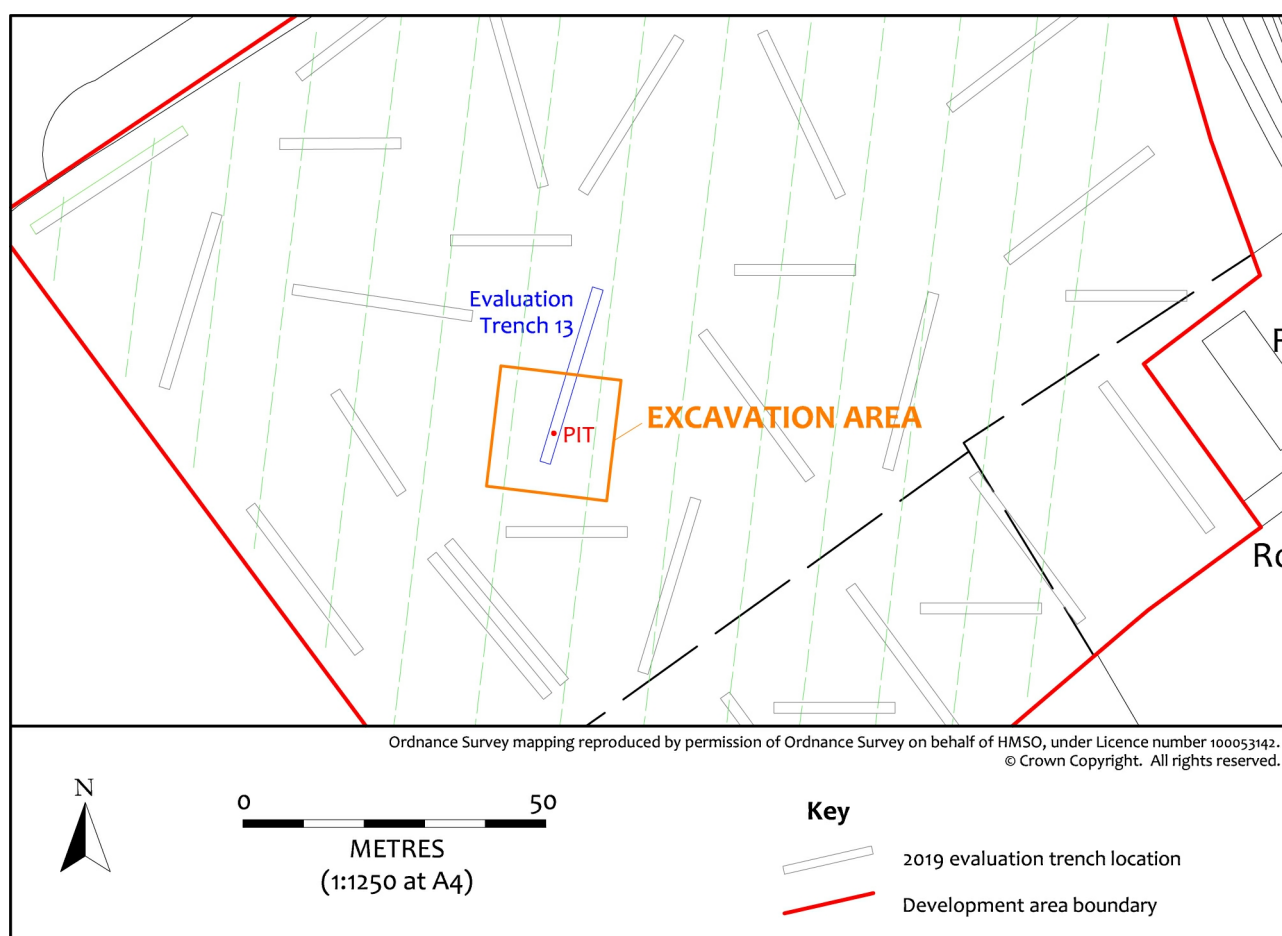 Evaluation
Trench 13
EXCAVATION AREA
PIT
Ordnance Survey mapping reproduced by permission of Ordnance Survey on behalf of HMSO, under Licence number 100053142.
© Crown Copyright. All rights reserved.
N
0 50
METRES
(1:1250 at A4)
Key
2019 evaluation trench location
Development area boundary